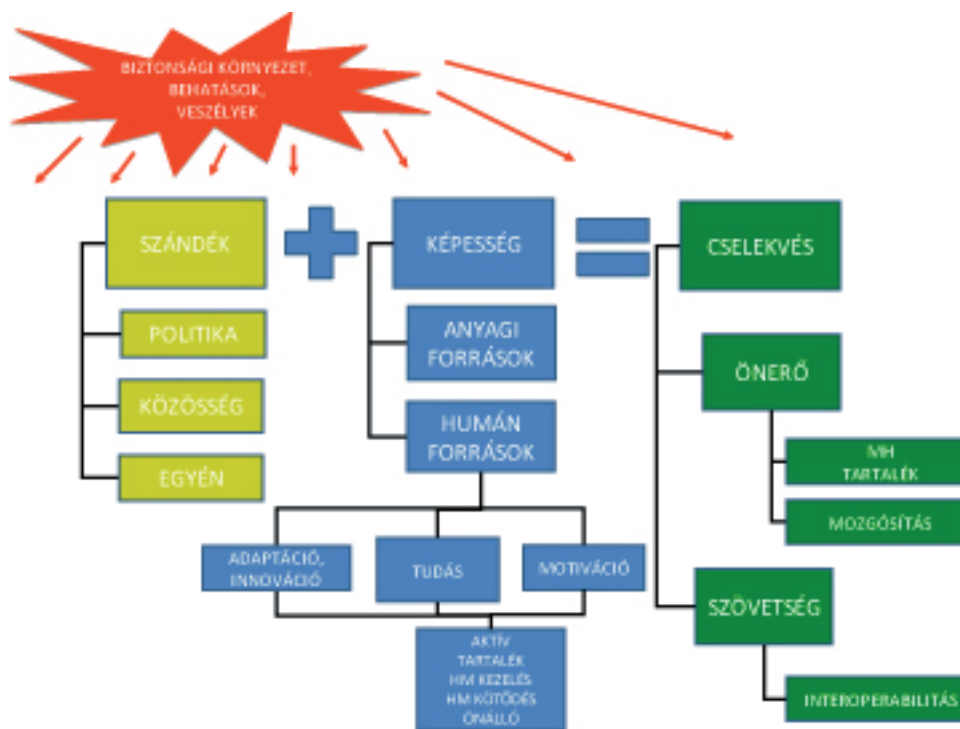 BIZTONSÁGI KÖRNYEZET,
BEHATÁSOK,
VESZÉLYEK
SZÁNDÉK
POLITIKA
KÖZÖSSÉG
EGYÉN
KÉPESSÉG
ANYAGI
FORRÁSOK
HUMÁN
FORRÁSOK
ADAPTÁCIÓ,
INNOVÁCIÓ
TUDÁS
MOTIVÁCIÓ
AKTÍV
TARTALÉK
HM KEZELÉS
HM KÖTŐDÉS
ÖNÁLLÓ
CSELEKVÉS
ÖNERŐ
MH
TARTALÉK
MOZGÓSÍTÁS
SZÖVETSÉG
INTEROPERABILITÁS